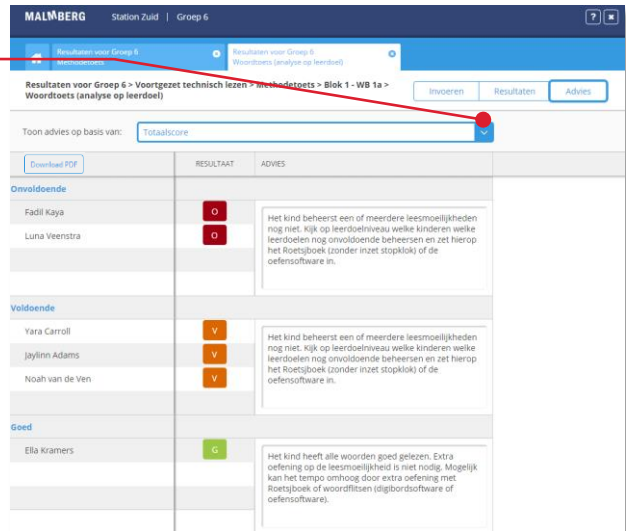 MALMBERG Station Zuid | Groep 6 ?
Resultaten voor Groep 6
Methodetoets
Resultaten voor Groep 6
Woordtoets (analyse op leerdoel)
Resultaten voor Groep 6 > Voortgezet technisch lezen > Methodetoets > Blok 1 - WB 1a >
Woordtoets (analyse op leerdoel)
Invoeren Resultaten Advies
Toon advies op basis van: Totaalscore
Download PDF RESULTAAT ADVIES
Onvoldoende
Fadil Kaya O
Luna Veenstra O
Het kind beheerst een of meerdere leesmoeilijkheden
nog niet. Kijk op leerdoelniveau welke kinderen welke
leerdoelen nog onvoldoende beheersen en zet hierop
het Roetsjboek (zonder inzet stopklok) of de
oefensoftware in.
Voldoende
Yara Carroll V
Jaylinn Adams V
Noah van de Ven V
Het kind beheerst een of meerdere leesmoeilijkheden
nog niet. Kijk op leerdoelniveau welke kinderen welke
leerdoelen nog onvoldoende beheersen en zet hierop
het Roetsjboek (zonder inzet stopklok) of de
oefensoftware in.
Goed
Ella Kramers G
Het kind heeft alle woorden goed gelezen. Extra
oefening op de leesmoeilijkheid is niet nodig. Mogelijk
kan het tempo omhoog door extra oefening met
Roetsjboek of woordflitsen (digibordsoftware of
oefensoftware).